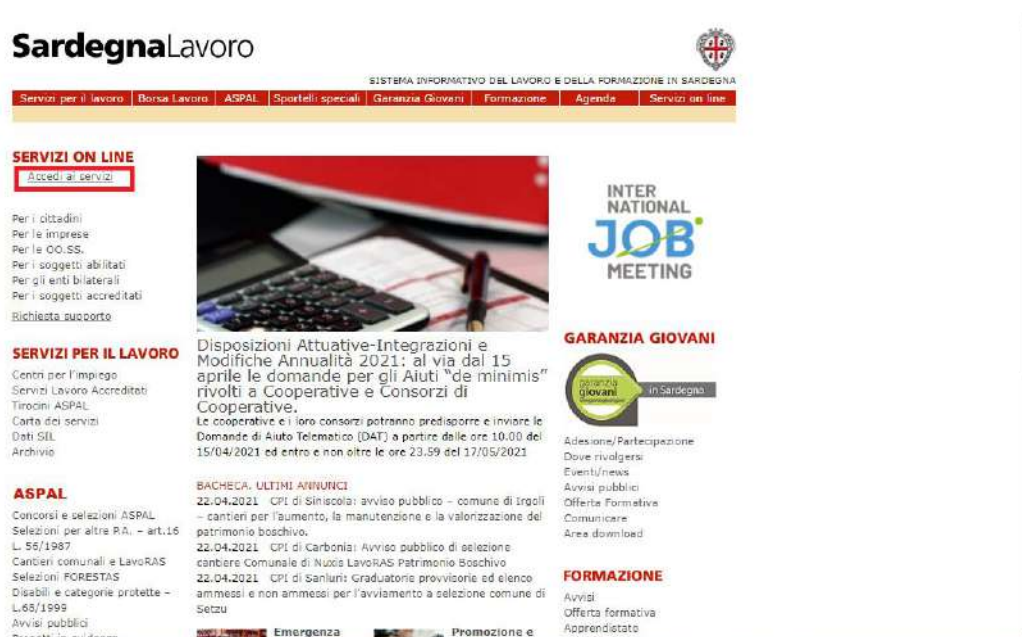 SardegnaLavoro
SISTEMA INFORMATIVO DEL LAVORO E DELLA FORMAZIONE IN SARDEGNA
Servizi per il lavoro
Borsa Lavoro
ASPAL
Sportelli speciali
Garanzia Giovani
Formazione
Agenda
Servizi on line
SERVIZI ON LINE
Accedi ai servizi
Per i cittadini
Per le imprese
Per le OO.SS.
Per i soggetti abilitati
Per gli enti bilaterali
Per i soggetti accreditati
Richiesta supporto
SERVIZI PER IL LAVORO
Centri per l'impiego
Servizi Lavoro Accreditati
Tirocini ASPAL
Carta dei servizi
Dati SIL
Archivio
ASPAL
Concorsi e selezioni ASPAL
Selezioni per altre P.A. – art.16
L. 56/1987
Cantieri comunali e LavoRAS
Selezioni FORESTAS
Disabili e categorie protette –
L.68/1999
Avvisi pubblici
Disposizioni Attuative-Integrazioni e
Modifiche Annualità 2021: al via dal 15
aprile le domande per gli Aiuti "de minimis"
rivolti a Cooperative e Consorzi di
Cooperative.
Le cooperative e i loro consorzi potranno predisporre e inviare le
Domande di Aiuto Telematico (DAT) a partire dalle ore 10.00 del
15/04/2021 ed entro e non oltre le ore 23.59 del 17/05/2021
BACHECA. ULTIMI ANNUNCI
22.04.2021 CPI di Siniscola: avviso pubblico – comune di Irgoli
– cantieri per l'aumento, la manutenzione e la valorizzazione del
patrimonio boschivo.
22.04.2021 CPI di Carbonia: Avviso pubblico di selezione
cantiere Comunale di Nuxis LavoRAS Patrimonio Boschivo
22.04.2021 CPI di Sanluri: Graduatorie provvisorie ed elenco
ammessi e non ammessi per l'avviamento a selezione comune di
Setzu
Emergenza
Promozione e
INTER
NATIONAL
JOB
MEETING
GARANZIA GIOVANI
garanzia
giovani
in Sardegna
Adesione/Partecipazione
Dove rivolgersi
Eventi/news
Avvisi pubblici
Offerta Formativa
Comunicare
Area download
FORMAZIONE
Avvisi
Offerta formativa
Apprendistato